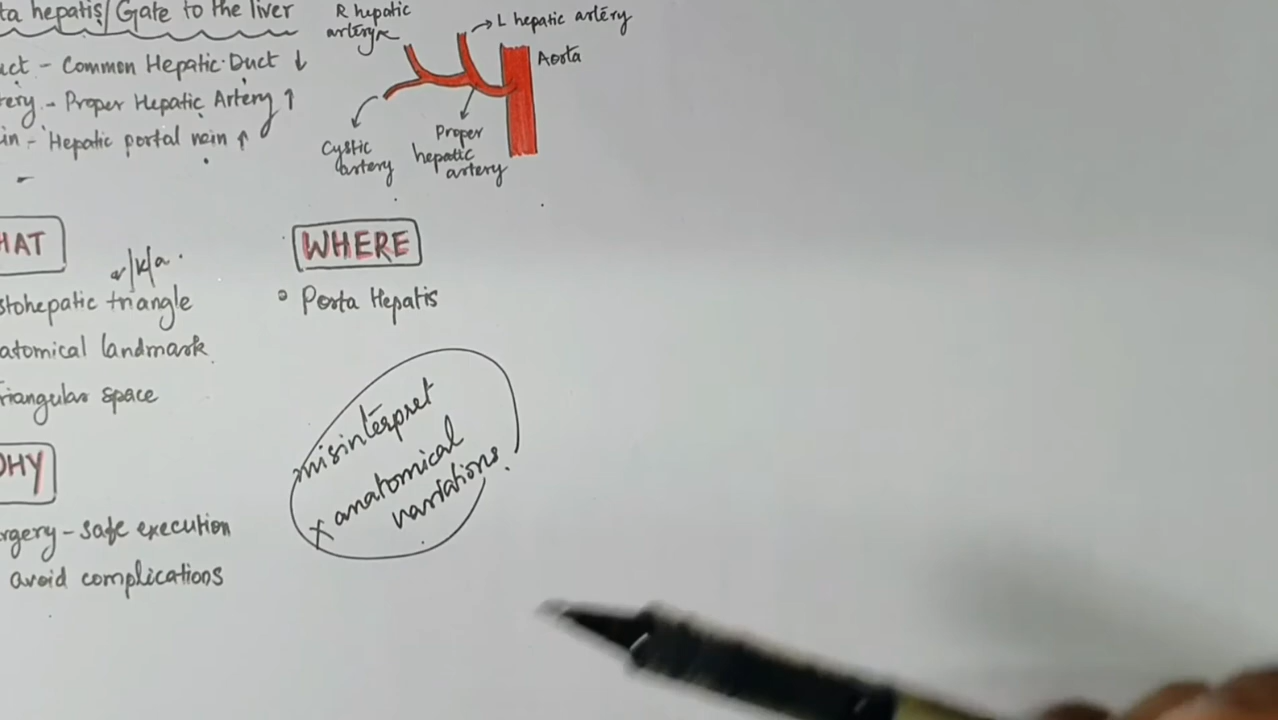 ta hepatis/ Gate to the liver
uct - Common Hepatic Duct ↓
tery - Proper Hepatic Artery ↑
in - Hepatic portal vein ↑
R hepatic
artery
L hepatic artery
Aorta
Cystic
artery
Proper
hepatic
artery
HAT
a/k/a
stohepatic triangle
atomical landmark
riangular space
WHERE
Porta Hepatis
misinterpret
x anatomical
variations.
WHY
rgery - safe execution
avoid complications